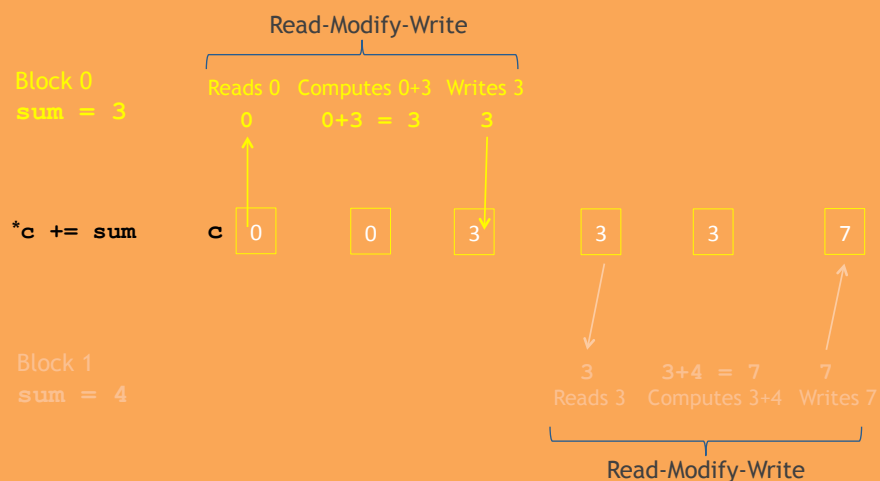 Read-Modify-Write
Block 0
sum = 3
Reads 0 Computes 0+3 Writes 3
0 0+3 = 3 3
*c += sum c 0 0 3 3 3 7
Block 1
sum = 4
3 3+4 = 7 7
Reads 3 Computes 3+4 Writes 7
Read-Modify-Write